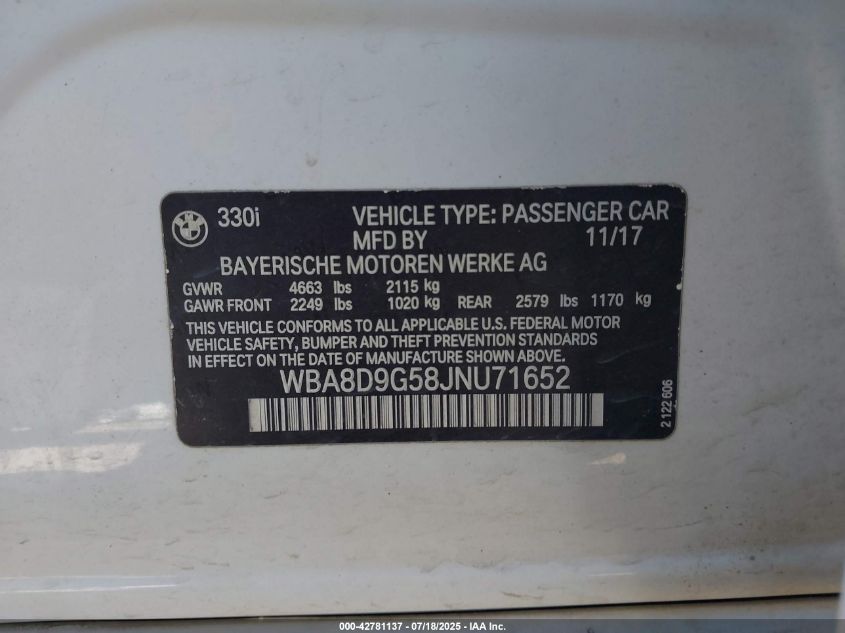 BMW
330i VEHICLE TYPE: PASSENGER CAR
MFD BY 11/17
BAYERISCHE MOTOREN WERKE AG
GVWR 4663 lbs 2115 kg
GAWR FRONT 2249 lbs 1020 kg REAR 2579 lbs 1170 kg
THIS VEHICLE CONFORMS TO ALL APPLICABLE U.S. FEDERAL MOTOR
VEHICLE SAFETY, BUMPER AND THEFT PREVENTION STANDARDS
IN EFFECT ON THE DATE OF MANUFACTURE SHOWN ABOVE.
WBA8D9G58JNU71652
2 122 606
000-42781137 - 07/18/2025 - IAA Inc.